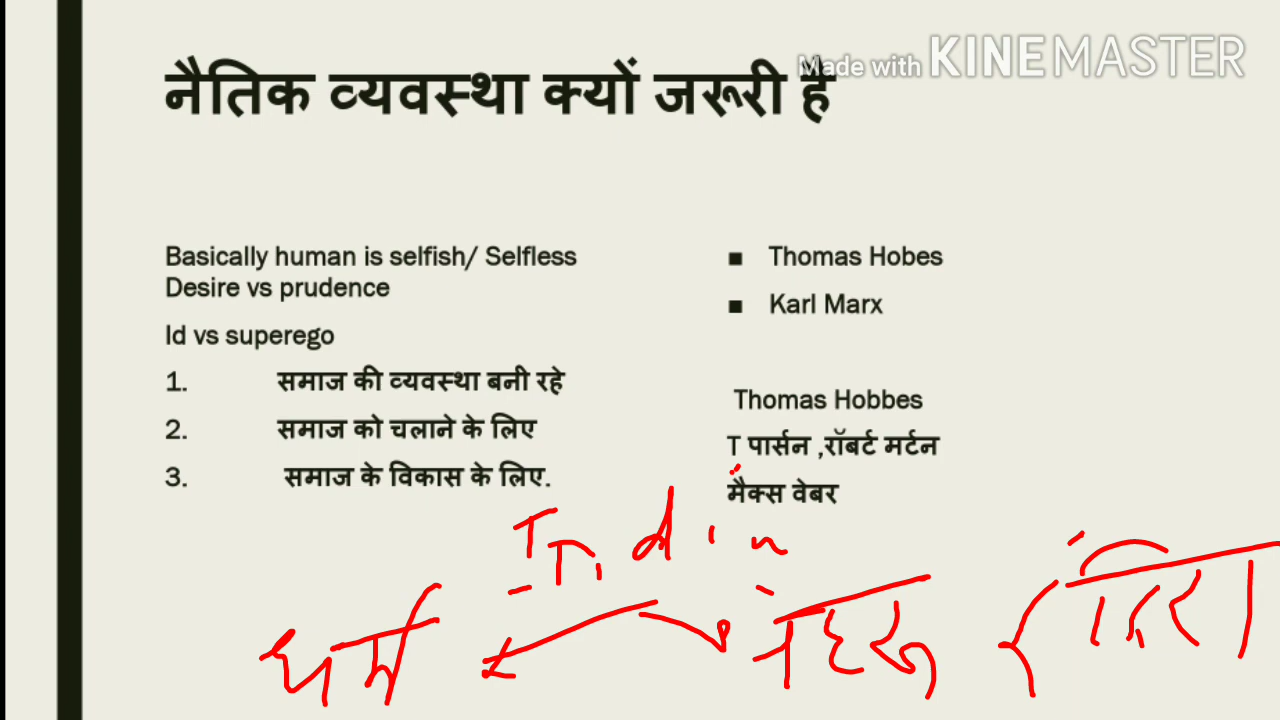 Made with KINEMASTER
नैतिक व्यवस्था क्यों जरूरी है
Basically human is selfish/ Selfless
Desire vs prudence
Id vs superego
1. समाज की व्यवस्था बनी रहे
2. समाज को चलाने के लिए
3. समाज के विकास के लिए.
■ Thomas Hobes
■ Karl Marx
Thomas Hobbes
T पार्सन ,रॉबर्ट मर्टन
मैक्स वेबर
धर्म